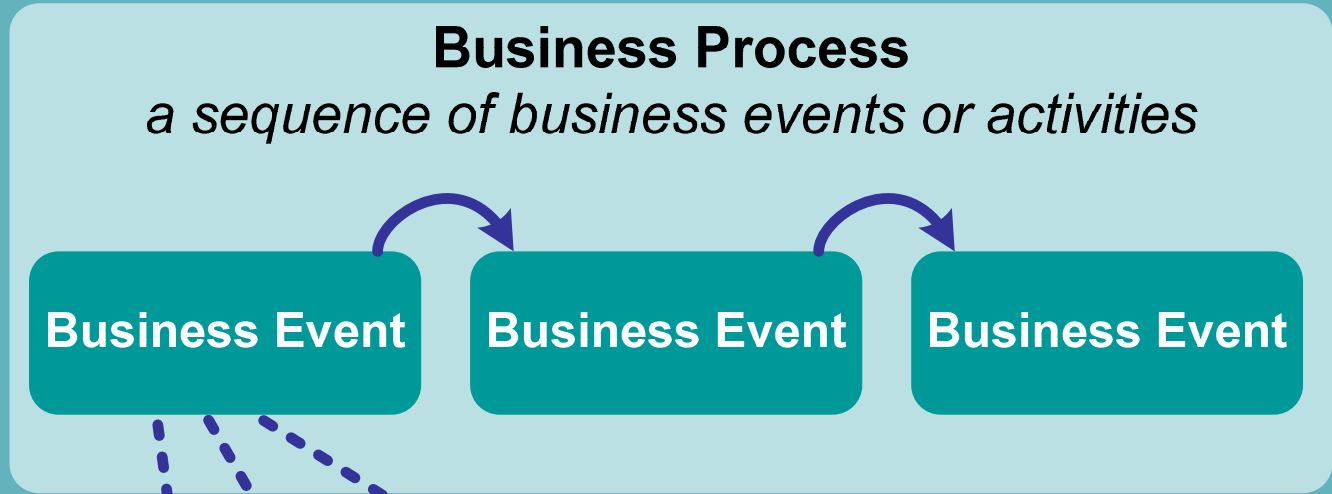 Business Process
a sequence of business events or activities
Business Event
Business Event
Business Event